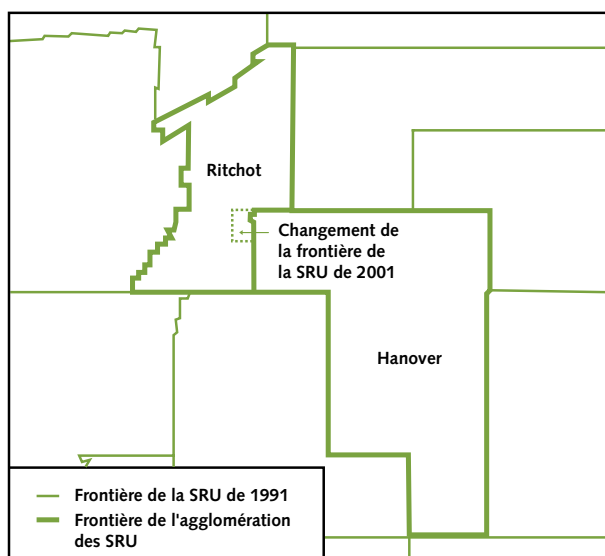 Ritchot
Changement de
la frontière de
la SRU de 2001
Hanover
Frontière de la SRU de 1991
Frontière de l'agglomération
des SRU